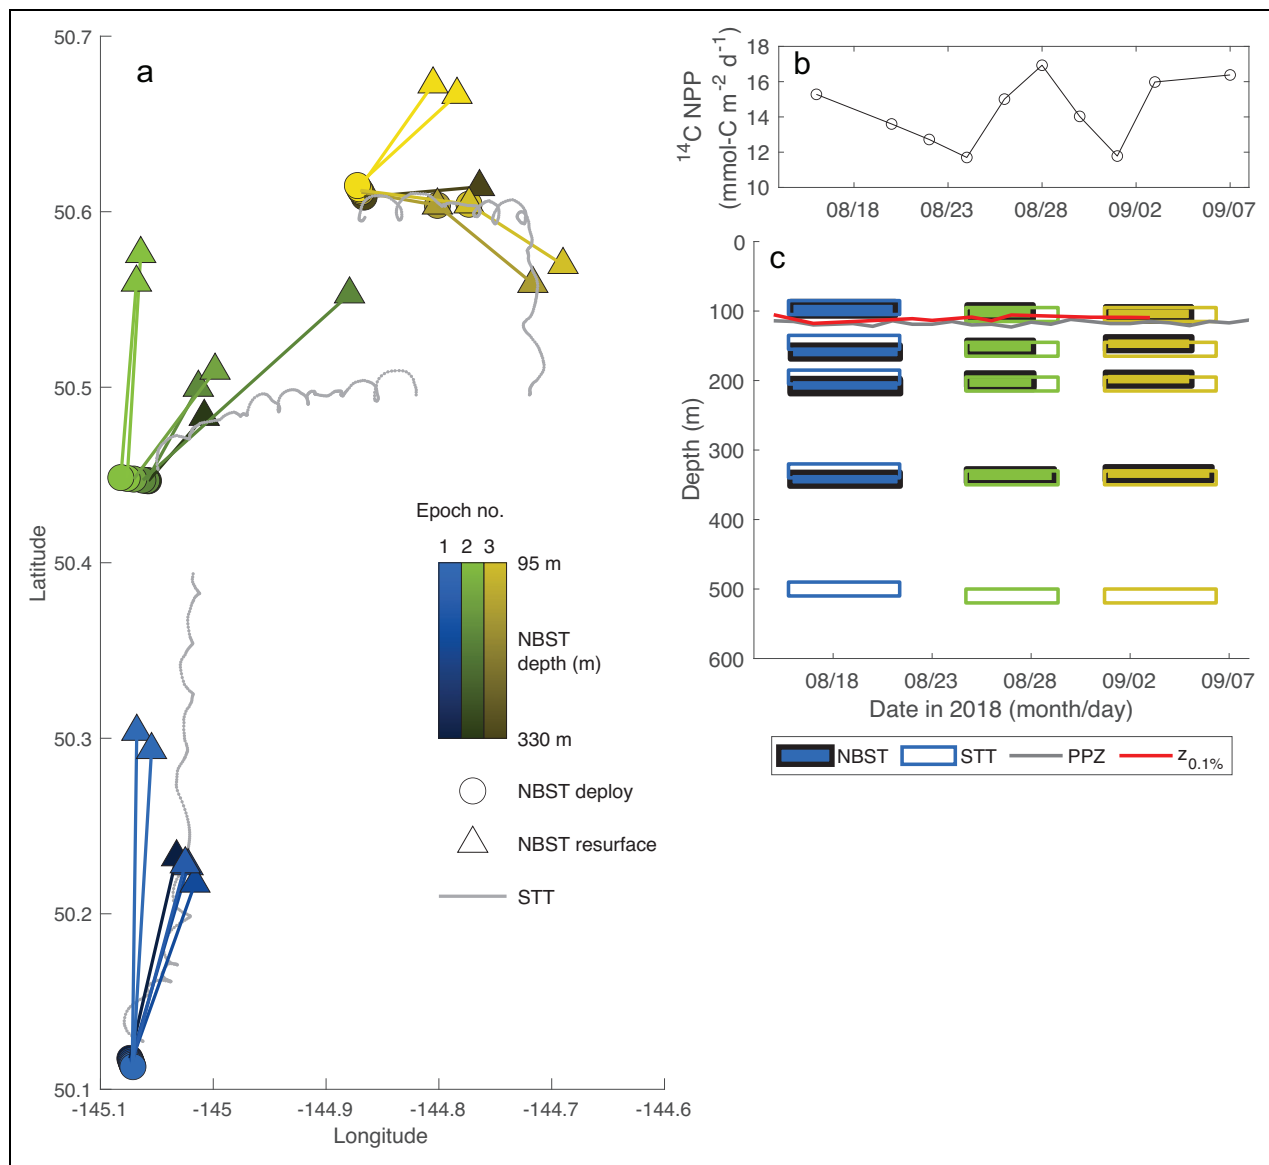 a
50.7
50.6
50.5
50.4
50.3
50.2
50.1
Latitude
-145.1
-145
-144.9
-144.8
-144.7
-144.6
Longitude
Epoch no.
1 2 3
95 m
NBST
depth (m)
330 m
NBST deploy
NBST resurface
STT
b
18
16
14
12
10
14C NPP
(mmol-C m-2 d-1)
08/18
08/23
08/28
09/02
09/07
c
0
100
200
300
400
500
600
Depth (m)
08/18
08/23
08/28
09/02
09/07
Date in 2018 (month/day)
NBST
STT
PPZ
z0.1%